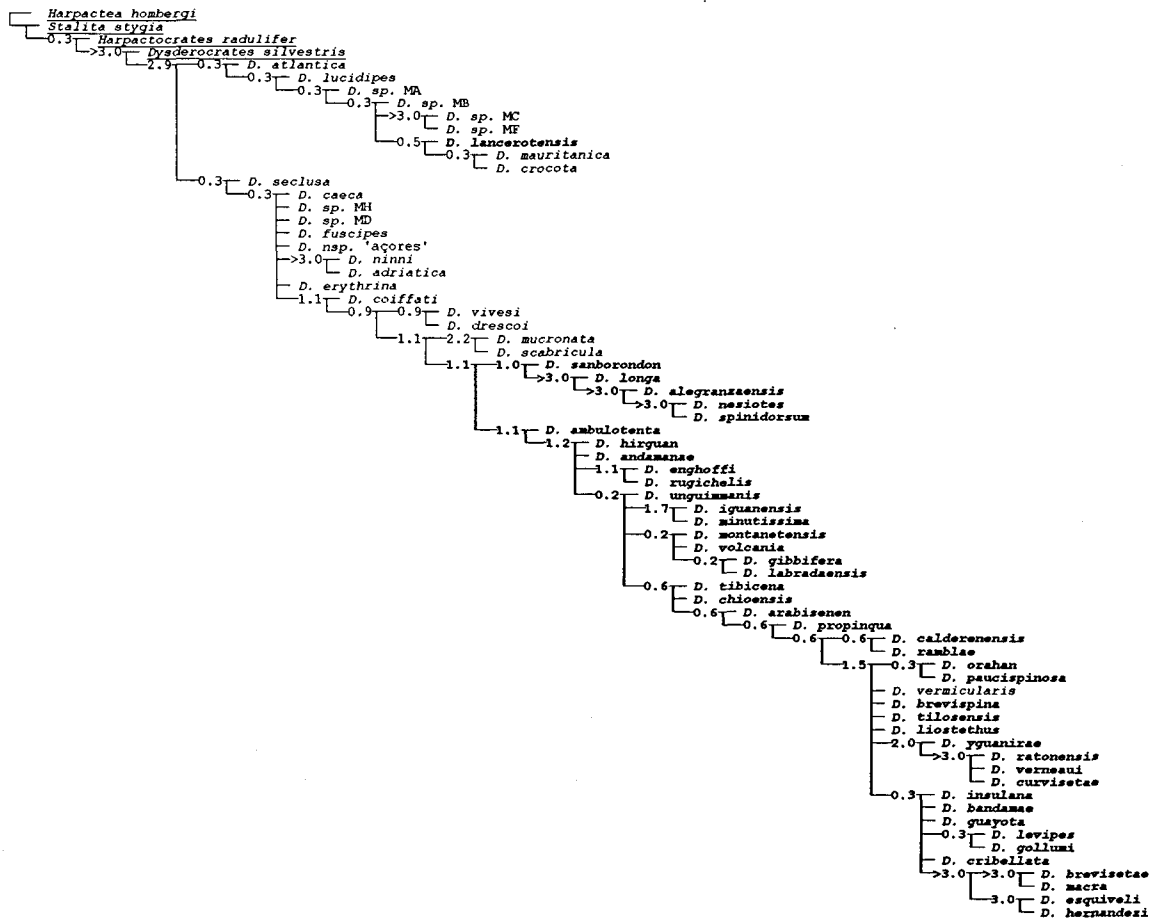 Harpactea hombergi
Stalita stygia
0.3 Harpactocrates radulifer
>3.0 Dysderocrates silvestris
2.9 0.3 D. atlantica
0.3 D. lucidipes
0.3 D. sp. MA
0.3 D. sp. MB
>3.0 D. sp. MC
D. sp. MF
0.5 D. lancerotensis
0.3 D. mauritanica
D. crocota
0.3 D. seclusa
0.3 D. caeca
D. sp. MH
D. sp. MD
D. fuscipes
D. nsp. 'açores'
>3.0 D. ninni
D. adriatica
D. erythrina
1.1 D. coiffati
0.9 0.9 D. vivesi
D. drescoi
1.1 2.2 D. mucronata
D. scabricula
1.1 1.0 D. sanborondon
>3.0 D. longa
>3.0 D. alegranzaensis
>3.0 D. nesiotes
D. spinidorsum
1.1 D. ambulotenta
1.2 D. hirguan
D. andamanae
1.1 D. enghoffi
D. rugichelis
0.2 D. unguimmanis
1.7 D. iguanensis
D. minutissima
0.2 D. montanetensis
D. volcania
0.2 D. gibbifera
D. labradaensis
0.6 D. tibicena
D. chioensis
0.6 D. arabisenen
0.6 D. propinqua
0.6 0.6 D. calderensis
D. ramblae
1.5 0.3 D. orahan
D. paucispinosa
D. vermicularis
D. brevispina
D. tilosensis
D. liostethus
2.0 D. yguanirae
>3.0 D. ratonensis
D. verneaui
D. curvisetae
0.3 D. insulana
D. bandamae
D. guayota
0.3 D. levipes
D. gollumi
D. cribellata
>3.0 >3.0 D. brevisetae
D. macra
3.0 D. esquiveli
D. hernandezi